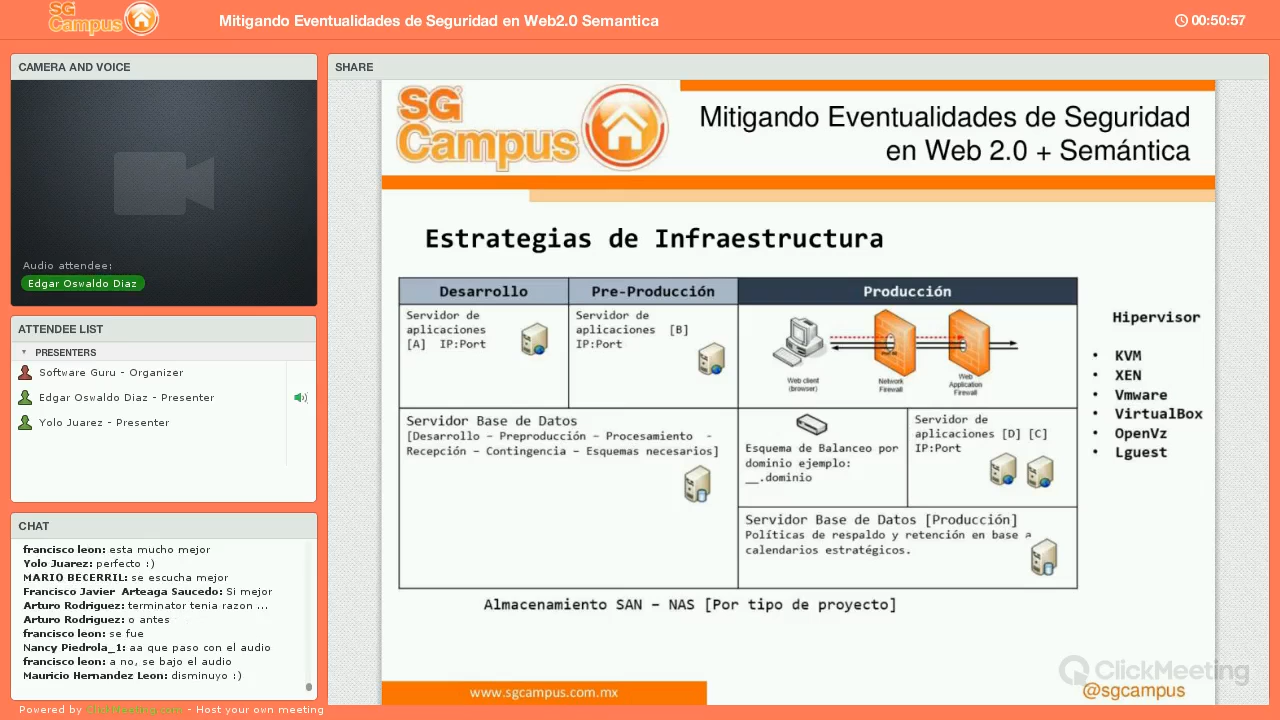 SG Campus
Mitigando Eventualidades de Seguridad en Web2.0 Semantica
00:50:57
CAMERA AND VOICE
Audio attendee:
Edgar Oswaldo Diaz
ATTENDEE LIST
PRESENTERS
Software Guru - Organizer
Edgar Oswaldo Diaz - Presenter
Yolo Juarez - Presenter
CHAT
francisco leon: esta mucho mejor
Yolo Juarez: perfecto :)
MARIO BECERRIL: se escucha mejor
Francisco Javier Arteaga Saucedo: Si mejor
Arturo Rodriguez: terminator tenia razon ...
Arturo Rodriguez: o antes
francisco leon: se fue
Nancy Piedrola_1: aa que paso con el audio
francisco leon: a no, se bajo el audio
Mauricio Hernandez Leon: disminuyo :)
Powered by ClickMeeting.com - Host your own meeting
SHARE
SG
Campus
Mitigando Eventualidades de Seguridad
en Web 2.0 + Semántica
Estrategias de Infraestructura
Desarrollo
Pre-Producción
Producción
Servidor de
aplicaciones
[A] IP:Port
Servidor de
aplicaciones [B]
IP:Port
Web client
(browser)
Network
Firewall
Web
Application
Firewall
Servidor Base de Datos
[Desarrollo – Preproducción – Procesamiento -
Recepción – Contingencia – Esquemas necesarios]
Esquema de Balanceo por
dominio ejemplo:
__.dominio
Servidor de
aplicaciones [D] [C]
IP:Port
Servidor Base de Datos [Producción]
Políticas de respaldo y retención en base a
calendarios estratégicos.
Almacenamiento SAN – NAS [Por tipo de proyecto]
Hipervisor
• KVM
• XEN
• Vmware
• VirtualBox
• OpenVz
• Lguest
ClickMeeting
www.sgcampus.com.mx
@sgcampus